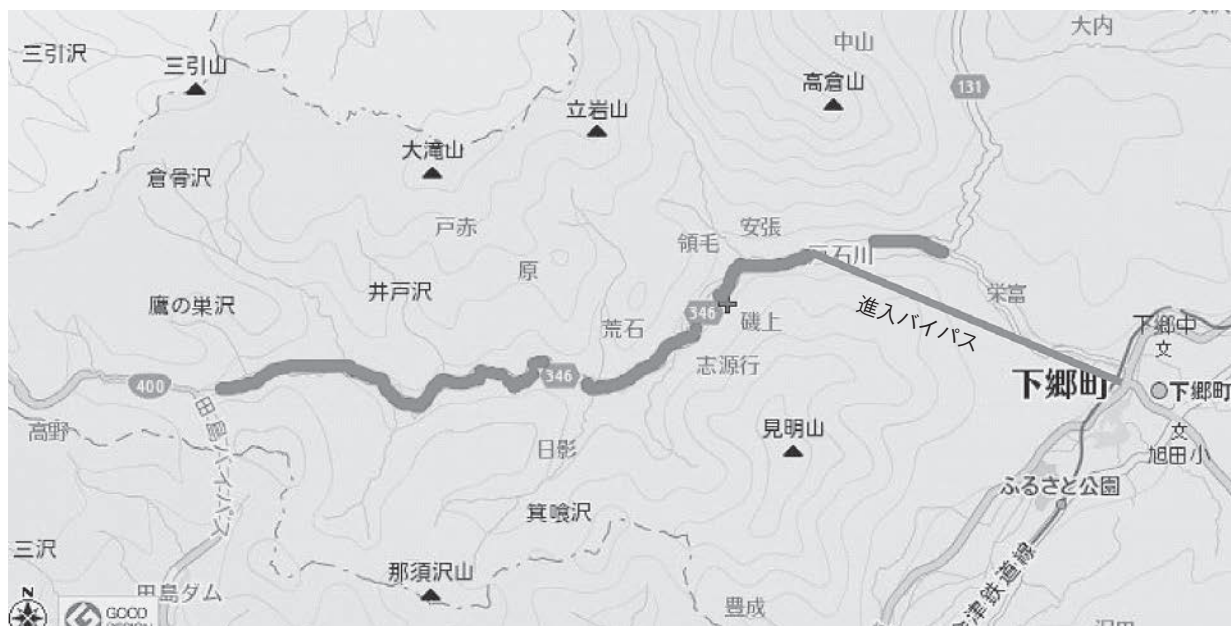 三引沢
三引山
中山
大内
高倉山
131
立岩山
大滝山
倉骨沢
戸赤
安張
領毛
原
石川
井戸沢
鷹の巣沢
栄富
346
磯上
荒石
進入バイパス
下郷中
文
志源行
346
400
下郷町
下郷町
高野
田島バイパス
日影
見明山
文
旭田小
ふるさと公園
箕喰沢
三沢
那須沢山
田島ダム
豊成
津鉄道線
N
GOOD